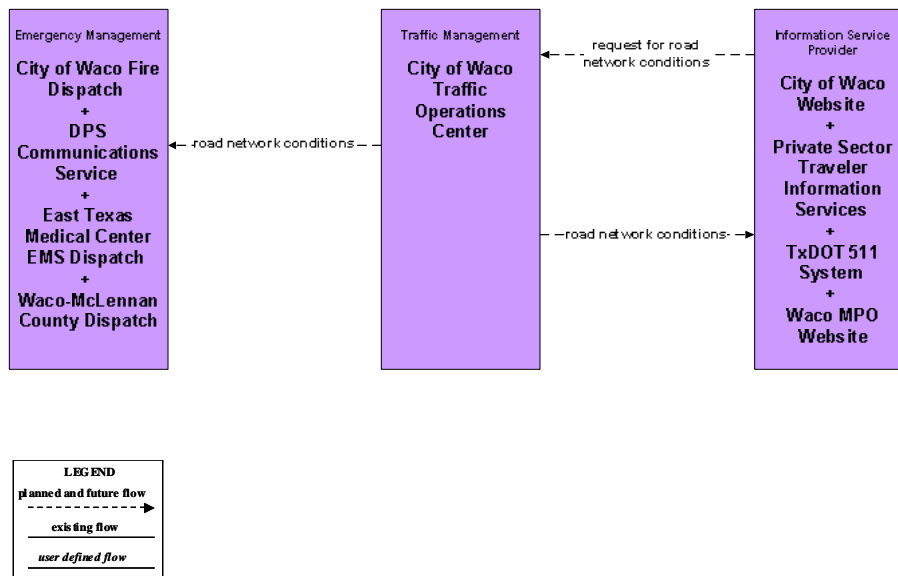 Emergency Management
City of Waco Fire
Dispatch
+
DPS
Communications
Service
+
East Texas
Medical Center
EMS Dispatch
+
Waco-McLennan
County Dispatch
road network conditions
Traffic Management
City of Waco
Traffic
Operations
Center
request for road
network conditions
road network conditions
Information Service
Provider
City of Waco
Website
+
Private Sector
Traveler
Information
Services
+
TxDOT 511
System
+
Waco MPO
Website
LEGEND
planned and future flow
existing flow
user defined flow